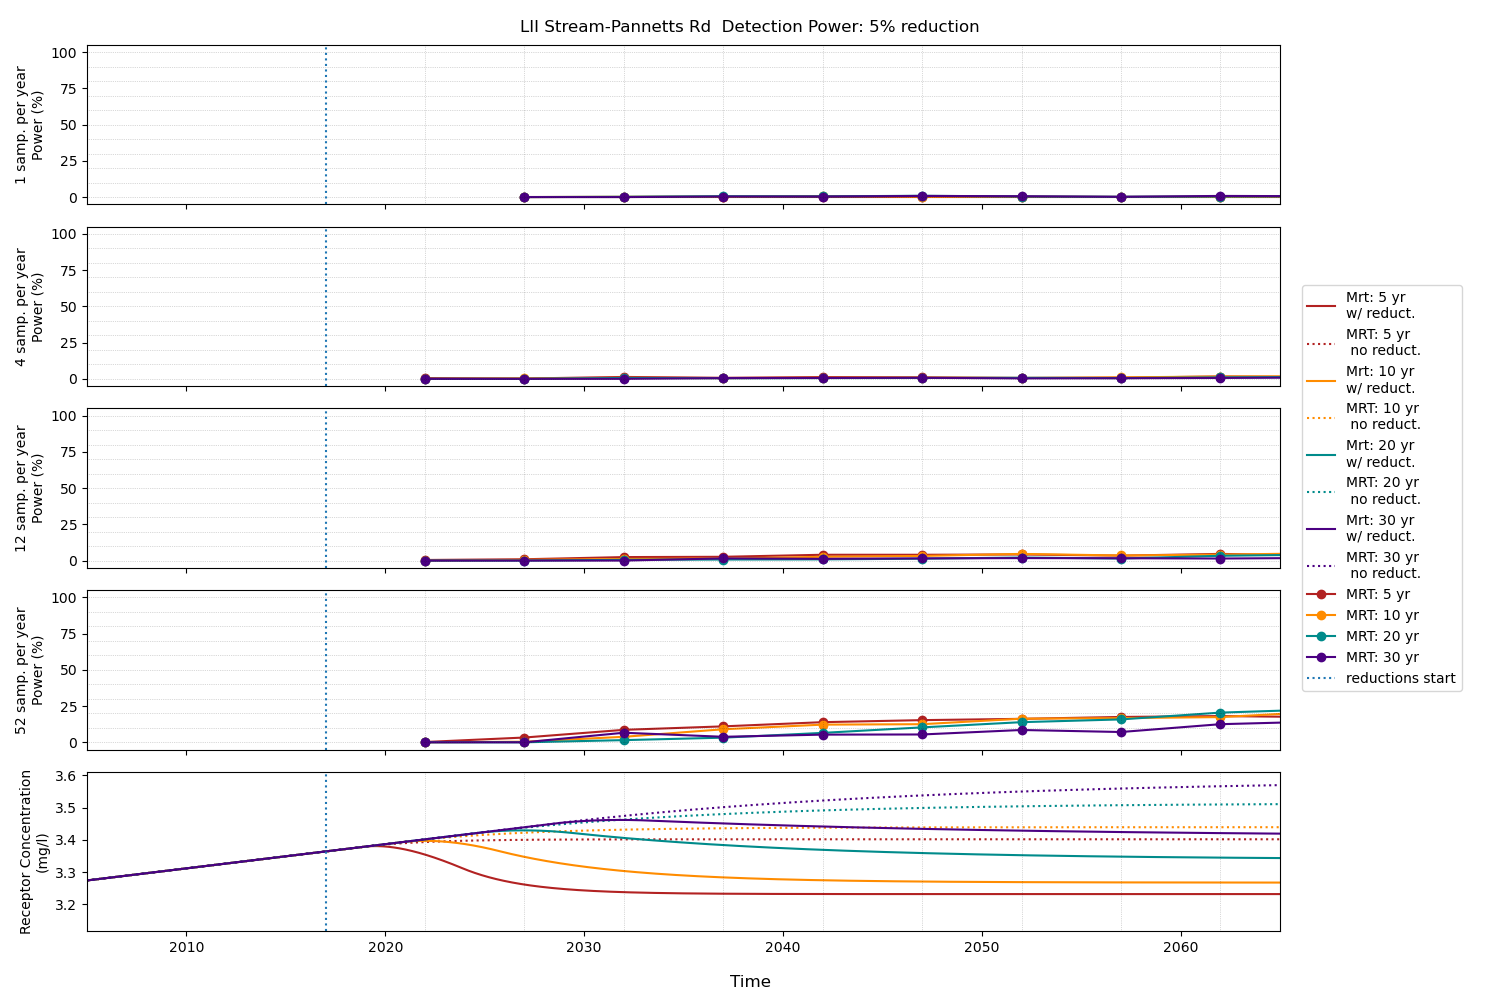 LII Stream-Pannetts Rd  Detection Power: 5% reduction
1 samp. per year
Power (%)
100
75
50
25
0
4 samp. per year
Power (%)
100
75
50
25
0
12 samp. per year
Power (%)
100
75
50
25
0
52 samp. per year
Power (%)
100
75
50
25
0
Receptor Concentration
(mg/l)
3.6
3.5
3.4
3.3
3.2
2010
2020
2030
2040
2050
2060
Time
Mrt: 5 yr
w/ reduct.
MRT: 5 yr
no reduct.
Mrt: 10 yr
w/ reduct.
MRT: 10 yr
no reduct.
Mrt: 20 yr
w/ reduct.
MRT: 20 yr
no reduct.
Mrt: 30 yr
w/ reduct.
MRT: 30 yr
no reduct.
MRT: 5 yr
MRT: 10 yr
MRT: 20 yr
MRT: 30 yr
reductions start